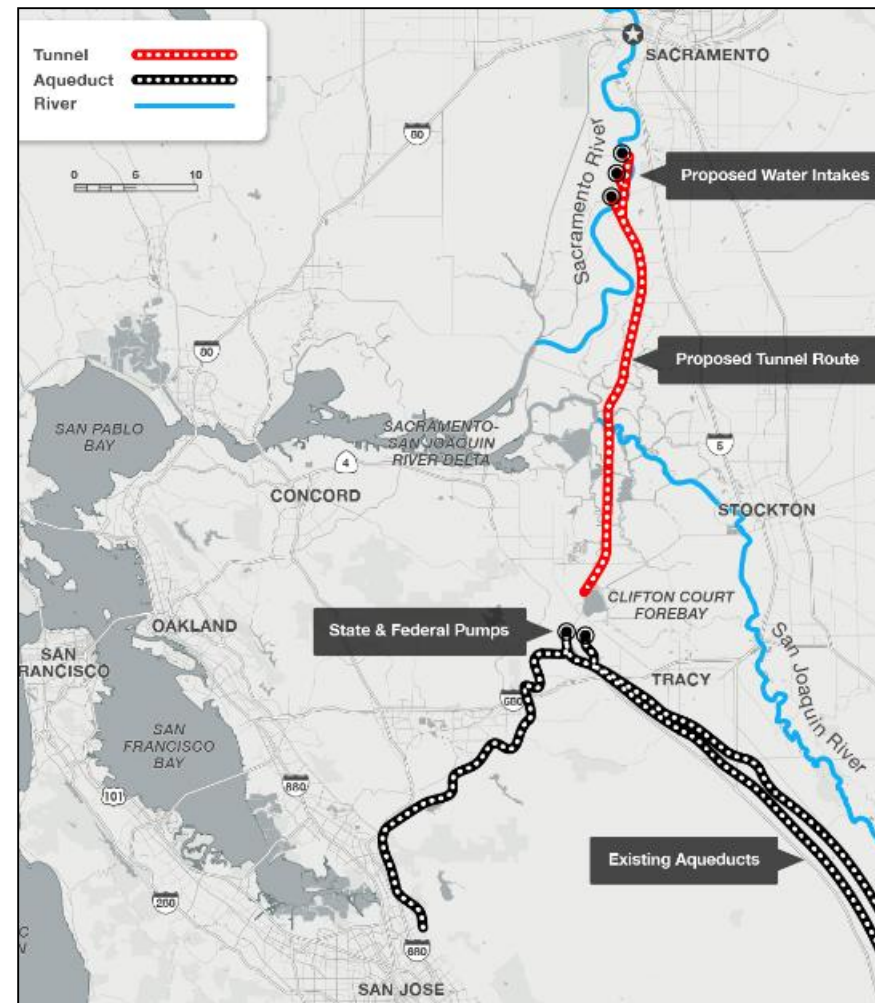 Tunnel
Aqueduct
River
0 5 10
SACRAMENTO
80
Sacramento River
Proposed Water Intakes
80
Proposed Tunnel Route
SAN PABLO
BAY
SACRAMENTO-
SAN JOAQUIN
RIVER DELTA
4
5
CONCORD
STOCKTON
CLIFTON COURT
FOREBAY
State & Federal Pumps
OAKLAND
SAN
RANCISCO
TRACY
680
San Joaquin River
SAN
FRANCISCO
BAY
880
101
Existing Aqueducts
280
680
SAN JOSE